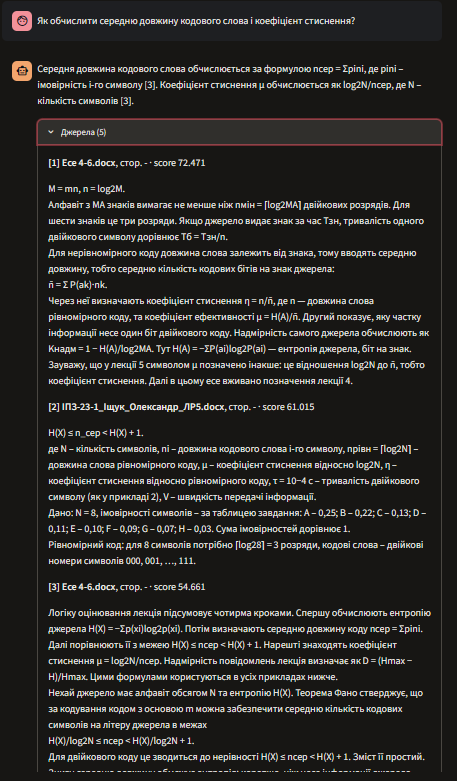 Як обчислити середню довжину кодового слова і коефіцієнт стиснення?
Середня довжина кодового слова обчислюється за формулою nсер = Σpini, де pini –
імовірність i-го символу [3]. Коефіцієнт стиснення μ обчислюється як log2N/nсер, де N –
кількість символів [3].
Джерела (5)
[1] Есе 4-6.docx, стор. - · score 72.471
M = mn, n = log2M.
Алфавіт з MA знаків вимагає не менше ніж nмін = ⌈log2MA⌉ двійкових розрядів. Для
шести знаків це три розряди. Якщо джерело видає знак за час Tзн, тривалість одного
двійкового символу дорівнює Tб = Tзн/n.
Для нерівномірного коду довжина слова залежить від знака, тому вводять середню
довжину, тобто середню кількість кодових бітів на знак джерела:
n̄ = Σ P(ak)·nk.
Через неї визначають коефіцієнт стиснення η = n/n̄, де n — довжина слова
рівномірного коду, та коефіцієнт ефективності μ = H(A)/n̄. Другий показує, яку частку
інформації несе один біт двійкового коду. Надмірність самого джерела обчислюють як
Kнадм = 1 − H(A)/log2MA. Тут H(A) = −ΣP(ai)log2P(ai) — ентропія джерела, біт на знак.
Зауважу, що у лекції 5 символом μ позначено інакше: це відношення log2N до n̄, тобто
коефіцієнт стиснення. Далі в цьому есе вживано позначення лекції 4.
[2] ІПЗ-23-1_Іщук_Олександр_ЛР5.docx, стор. - · score 61.015
H(X) ≤ n_сер < H(X) + 1.
де N – кількість символів, ni – довжина кодового слова i-го символу, nрівн = ⌈log2N⌉ –
довжина слова рівномірного коду, μ – коефіцієнт стиснення відносно log2N, η –
коефіцієнт стиснення відносно рівномірного коду, τ = 10−4 с – тривалість двійкового
символу (як у прикладі 2), V – швидкість передачі інформації.
Дано: N = 8, імовірності символів – за таблицею завдання: A – 0,25; B – 0,22; C – 0,13; D –
0,11; E – 0,10; F – 0,09; G – 0,07; H – 0,03. Сума імовірностей дорівнює 1.
Рівномірний код: для 8 символів потрібно ⌈log28⌉ = 3 розряди, кодові слова – двійкові
номери символів 000, 001, …, 111.
[3] Есе 4-6.docx, стор. - · score 54.661
Логіку оцінювання лекція підсумовує чотирма кроками. Спершу обчислюють ентропію
джерела H(X) = −Σp(xi)log2p(xi). Потім визначають середню довжину коду nсер = Σpini.
Далі порівнюють її з межею H(X) ≤ nсер < H(X) + 1. Нарешті знаходять коефіцієнт
стиснення μ = log2N/nсер. Надмірність повідомлень лекція визначає як D = (Hmax −
H)/Hmax. Цими формулами користуються в усіх прикладах нижче.
Нехай джерело має алфавіт обсягом N та ентропію H(X). Теорема Фано стверджує, що
за кодування кодом з основою m можна забезпечити середню кількість кодових
символів на літеру джерела в межах
H(X)/log2N ≤ nсер < H(X)/log2N + 1.
Для двійкового коду це зводиться до нерівності H(X) ≤ nсер < H(X) + 1. Зміст її простий.